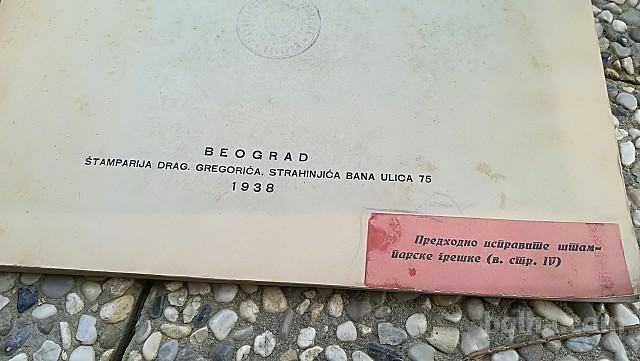 BEOGRAD
ŠTAMPARIJA DRAG. GREGORIĆA, STRAHINJIĆA BANA ULICA 75
1938
Предходно исправите штам-
парске грешке (в. стр. IV)